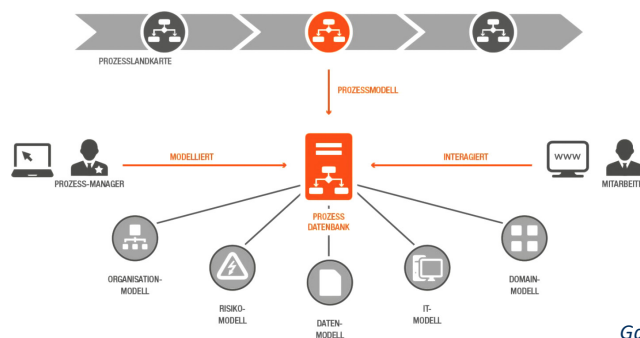 PROZESSLANDKARTE
PROZESSMODELL
MODELLIERT
INTERAGIERT
WWW
PROZESS-MANAGER
PROZESS
DATENBANK
ORGANISATION-
MODELL
RISIKO-
MODELL
DATEN-
MODELL
IT-
MODELL
DOMAIN-
MODELL